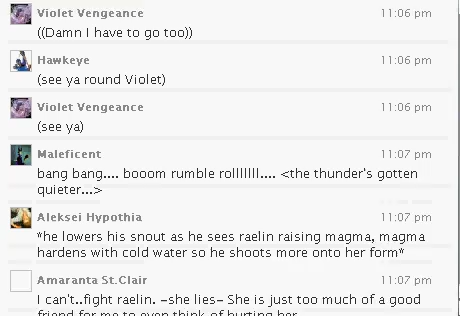 Violet Vengeance 11:06 pm
((Damn I have to go too))
Hawkeye 11:06 pm
(see ya round Violet)
Violet Vengeance 11:06 pm
(see ya)
Maleficent 11:07 pm
bang bang.... booom rumble rolllllll.... <the thunder's gotten
quieter...>
Aleksei Hypothia 11:07 pm
*he lowers his snout as he sees raelin raising magma, magma
hardens with cold water so he shoots more onto her form*
Amaranta St.Clair 11:07 pm
I can't..fight raelin. ~she lies~ She is just too much of a good
friend for me to even think of hurting her